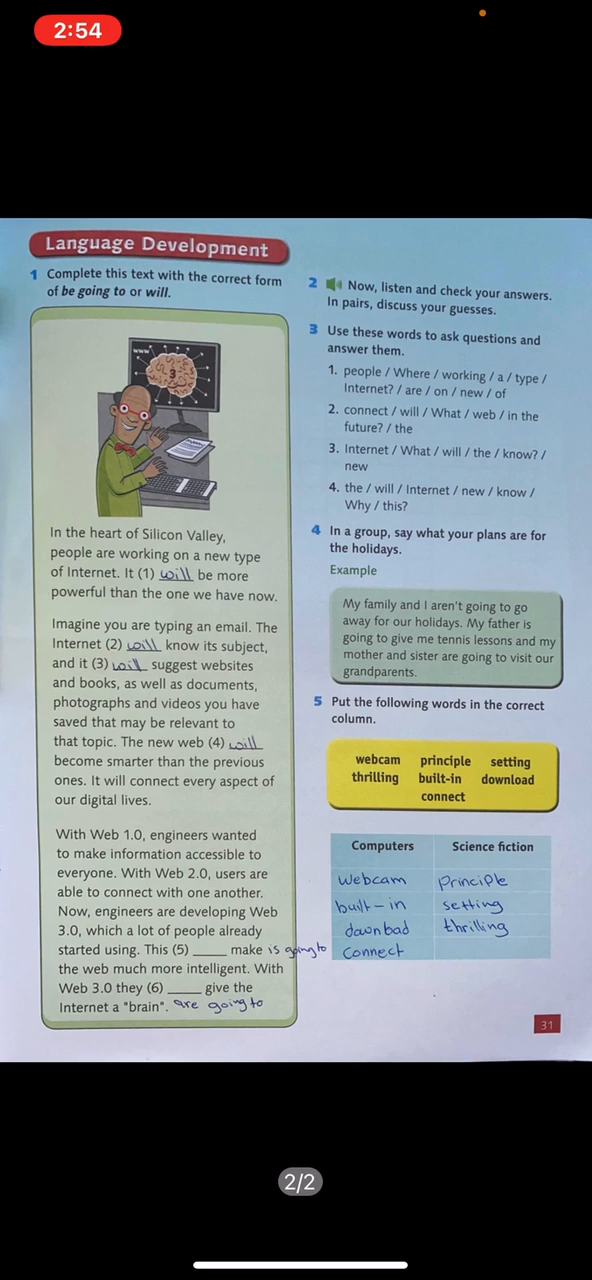 2:54
Language Development
1 Complete this text with the correct form
of be going to or will.
www
3
In the heart of Silicon Valley,
people are working on a new type
of Internet. It (1) will be more
powerful than the one we have now.
Imagine you are typing an email. The
Internet (2) will know its subject,
and it (3) will suggest websites
and books, as well as documents,
photographs and videos you have
saved that may be relevant to
that topic. The new web (4) will
become smarter than the previous
ones. It will connect every aspect of
our digital lives.
With Web 1.0, engineers wanted
to make information accessible to
everyone. With Web 2.0, users are
able to connect with one another.
Now, engineers are developing Web
3.0, which a lot of people already
started using. This (5) _____ make is going to
the web much more intelligent. With
Web 3.0 they (6) _____ give the
Internet a "brain". are going to
2 Now, listen and check your answers.
In pairs, discuss your guesses.
3 Use these words to ask questions and
answer them.
1. people / Where / working / a / type /
Internet? / are / on / new / of
2. connect / will / What / web / in the
future? / the
3. Internet / What / will / the / know? /
new
4. the / will / Internet / new / know /
Why / this?
4 In a group, say what your plans are for
the holidays.
Example
My family and I aren't going to go
away for our holidays. My father is
going to give me tennis lessons and my
mother and sister are going to visit our
grandparents.
5 Put the following words in the correct
column.
webcam principle setting
thrilling built-in download
connect
Computers Science fiction
Webcam Principle
built-in setting
downbad thrilling
connect
31
2/2